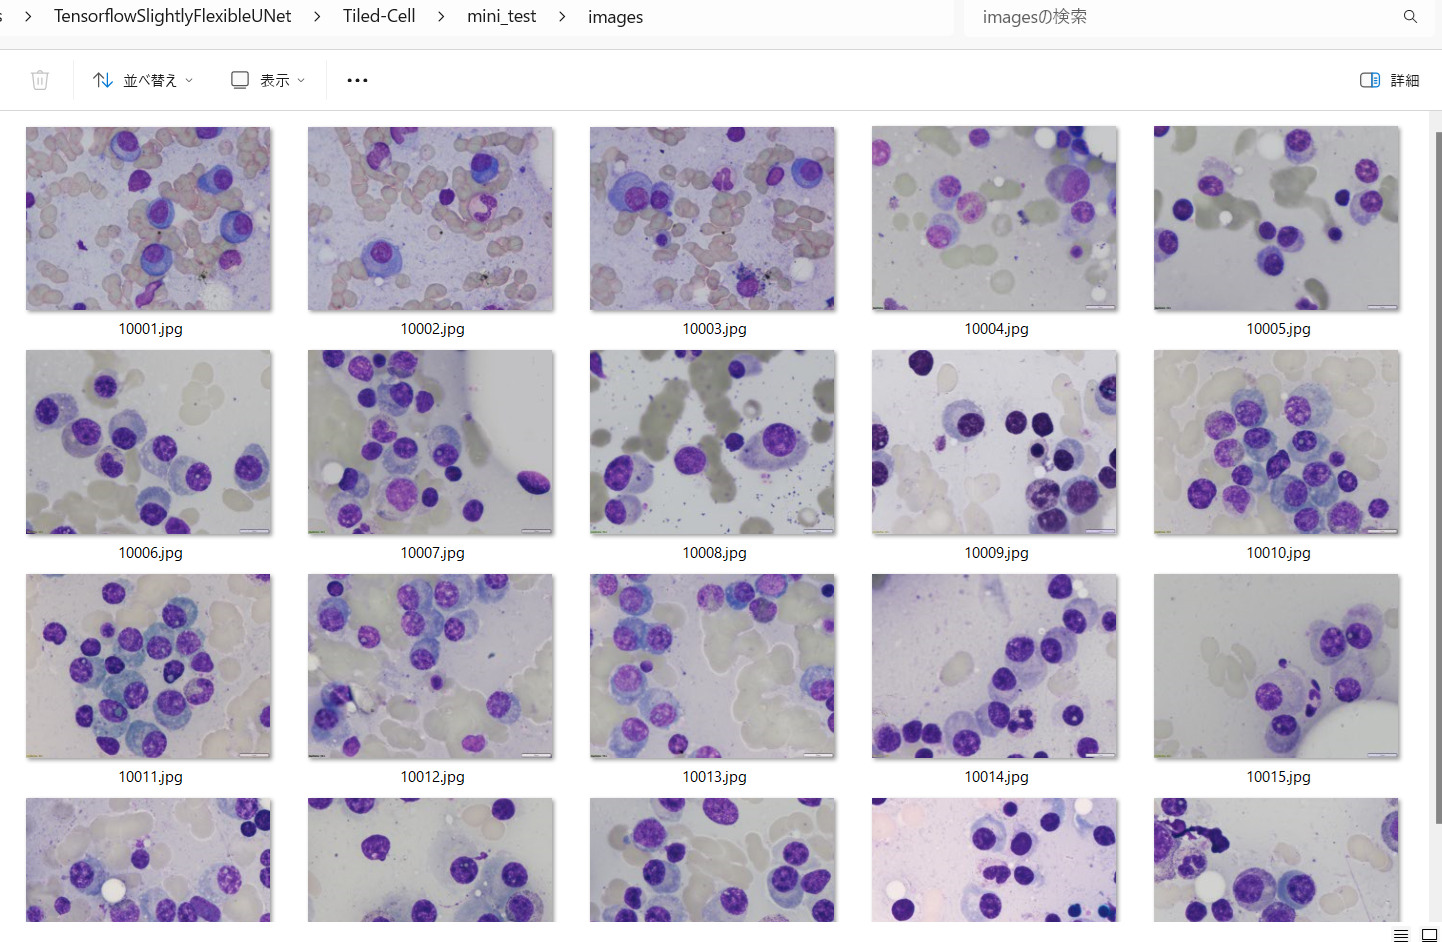 TensorflowSlightlyFlexibleUNet > Tiled-Cell > mini_test > images
imagesの検索
並べ替え
表示
詳細
10001.jpg
10002.jpg
10003.jpg
10004.jpg
10005.jpg
10006.jpg
10007.jpg
10008.jpg
10009.jpg
10010.jpg
10011.jpg
10012.jpg
10013.jpg
10014.jpg
10015.jpg